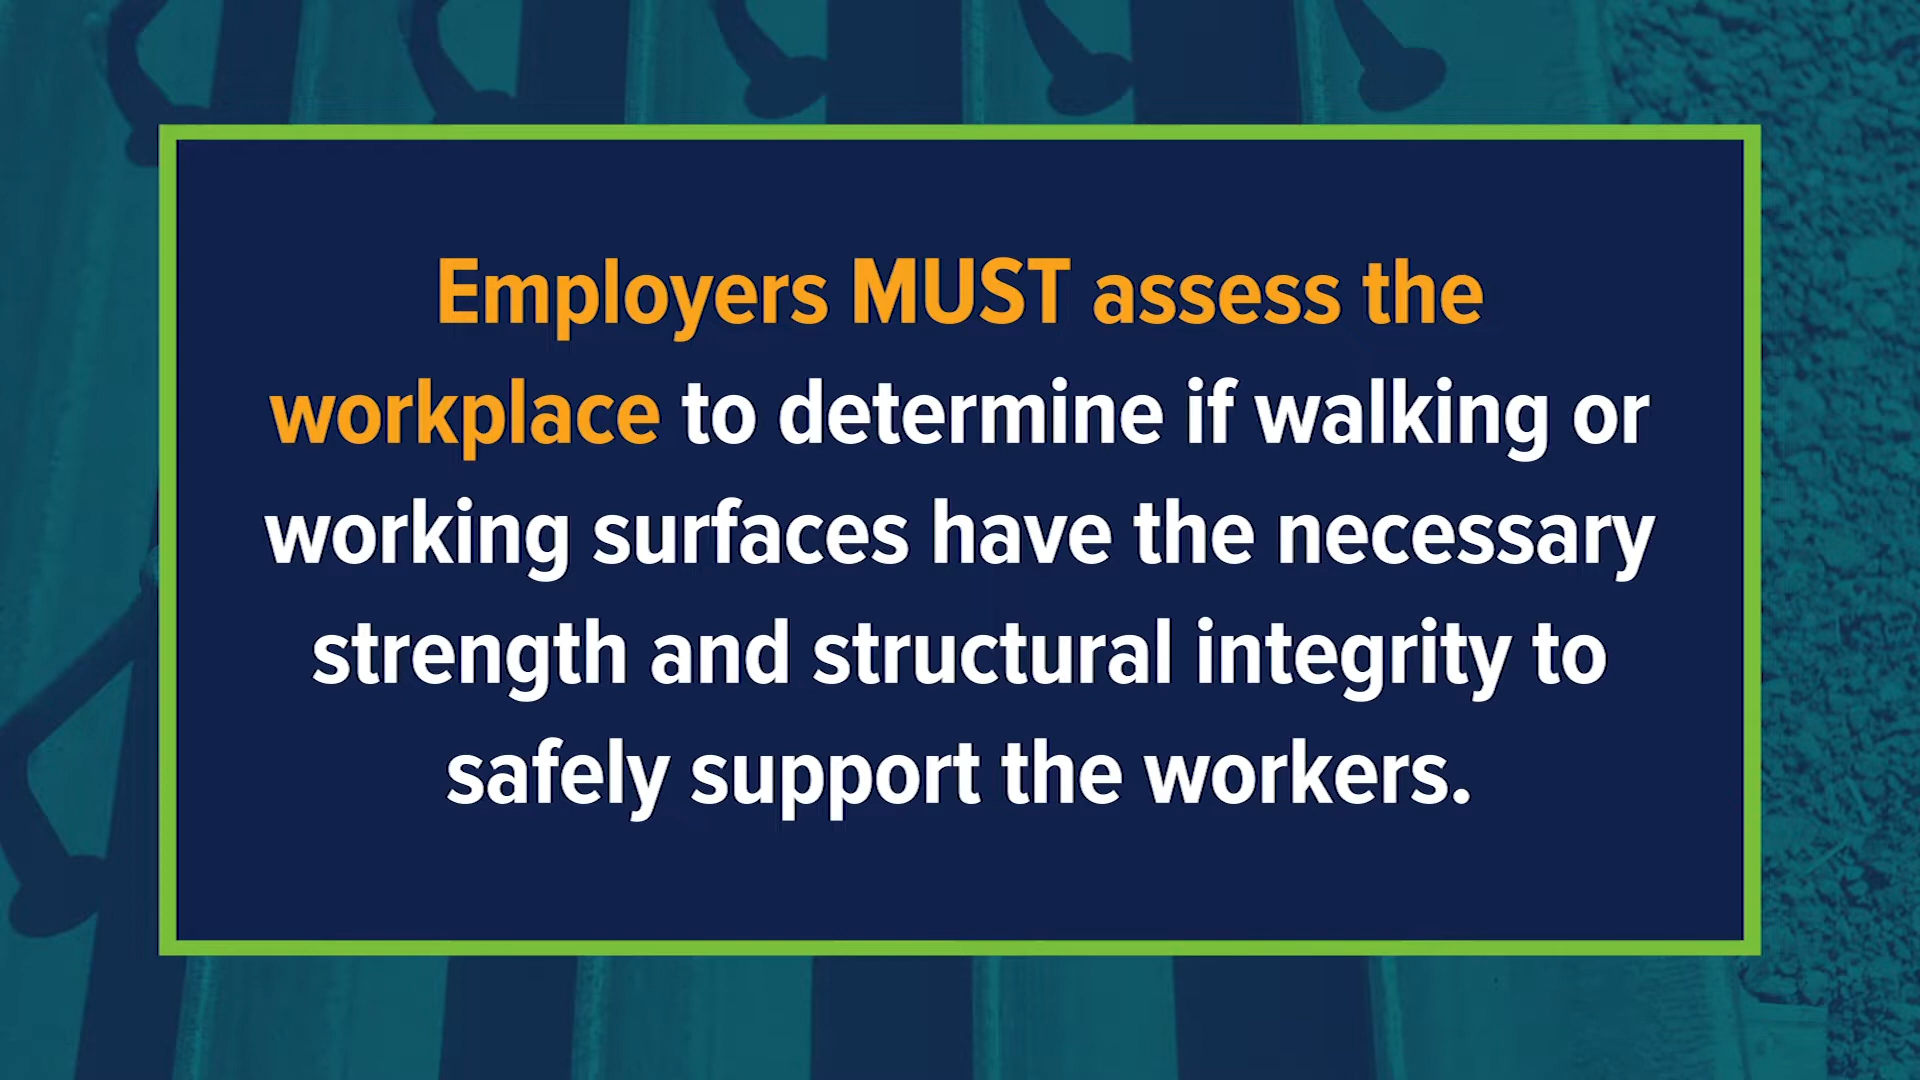 Employers MUST assess the
workplace to determine if walking or
working surfaces have the necessary
strength and structural integrity to
safely support the workers.